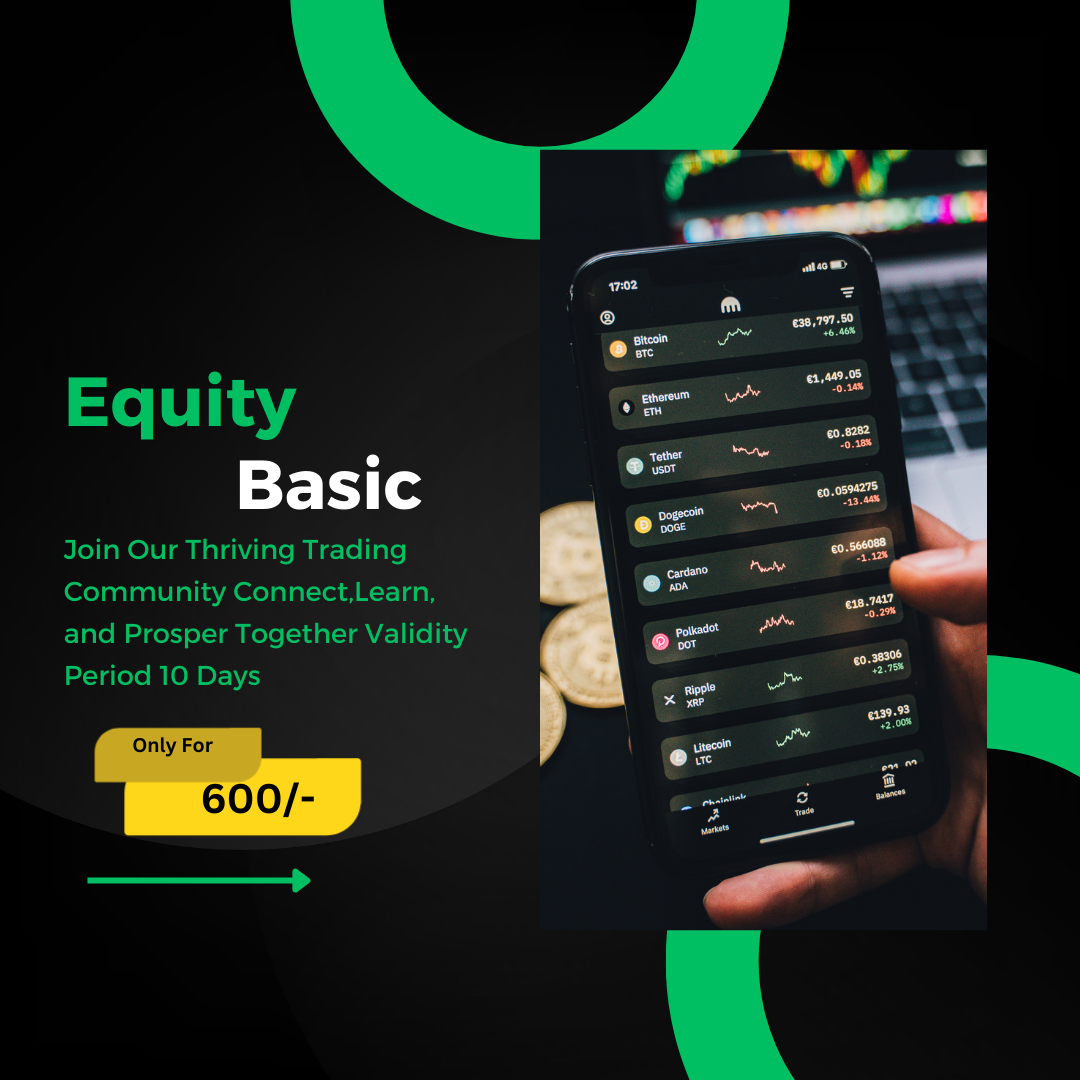 Equity
Basic
Join Our Thriving Trading
Community Connect,Learn,
and Prosper Together Validity
Period 10 Days
Only For
600/-
17:02
4G
Bitcoin
BTC
€38,797.50
+6.46%
Ethereum
ETH
€1,449.05
-0.14%
Tether
USDT
€0.8282
-0.18%
Dogecoin
DOGE
€0.0594275
-13.44%
Cardano
ADA
€0.566088
-1.12%
Polkadot
DOT
€18.7417
-0.29%
Ripple
XRP
€0.38306
+2.75%
Litecoin
LTC
€139.93
+2.00%
Chainlink
Markets
Trade
Balances